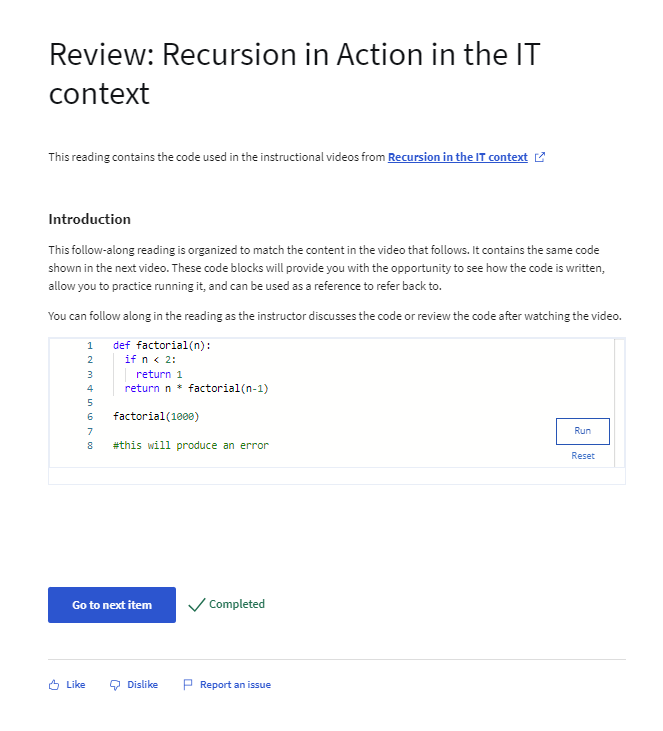 Review: Recursion in Action in the IT
context
This reading contains the code used in the instructional videos from Recursion in the IT context
Introduction
This follow-along reading is organized to match the content in the video that follows. It contains the same code
shown in the next video. These code blocks will provide you with the opportunity to see how the code is written,
allow you to practice running it, and can be used as a reference to refer back to.
You can follow along in the reading as the instructor discusses the code or review the code after watching the video.
1 def factorial(n):
2 if n < 2:
3 return 1
4 return n * factorial(n-1)
5
6 factorial(1000)
7
8 #this will produce an error
Run
Reset
Go to next item
Completed
Like Dislike Report an issue